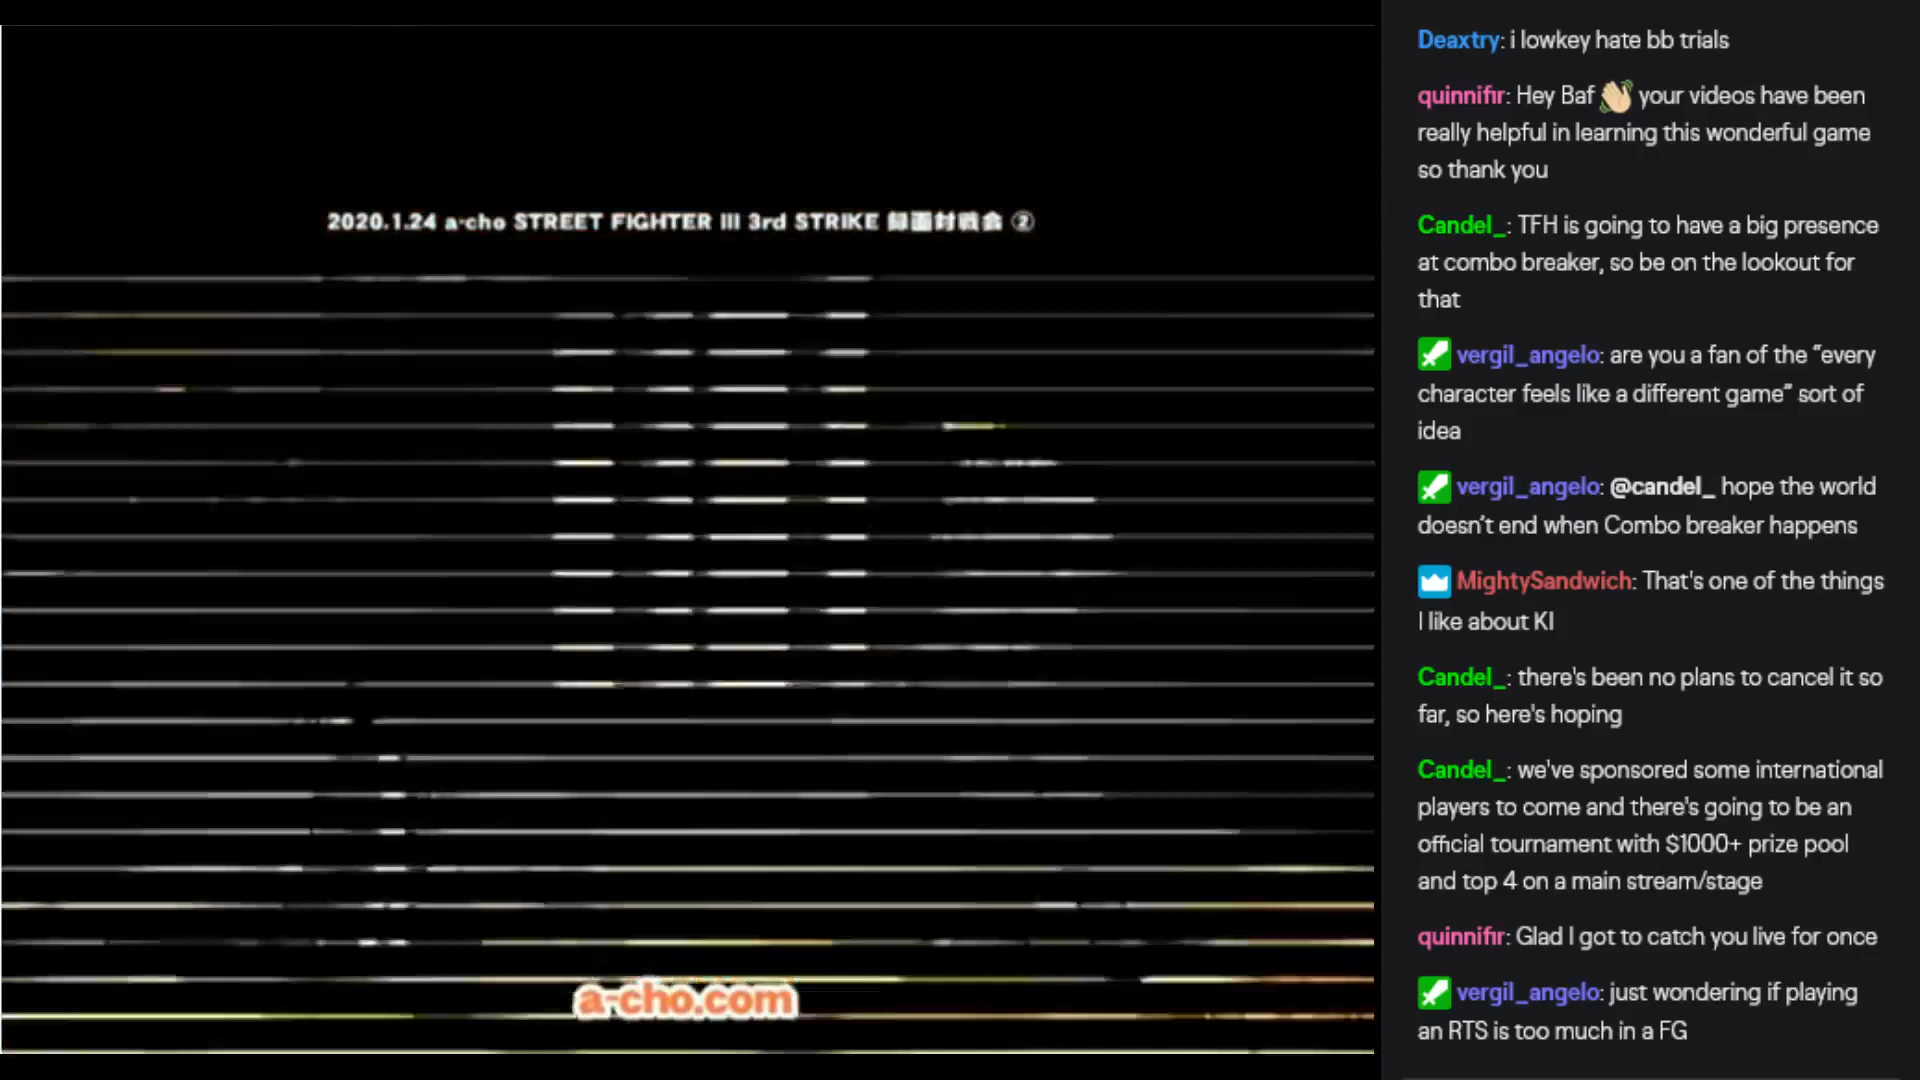 2020.1.24 a-cho STREET FIGHTER III 3rd STRIKE 録画対戦会 ②
a-cho.com
Deaxtry: i lowkey hate bb trials
quinnifir: Hey Baf 👋🏼 your videos have been
really helpful in learning this wonderful game
so thank you
Candel_: TFH is going to have a big presence
at combo breaker, so be on the lookout for
that
vergil_angelo: are you a fan of the "every
character feels like a different game" sort of
idea
vergil_angelo: @candel_ hope the world
doesn't end when Combo breaker happens
MightySandwich: That's one of the things
I like about KI
Candel_: there's been no plans to cancel it so
far, so here's hoping
Candel_: we've sponsored some international
players to come and there's going to be an
official tournament with $1000+ prize pool
and top 4 on a main stream/stage
quinnifir: Glad I got to catch you live for once
vergil_angelo: just wondering if playing
an RTS is too much in a FG